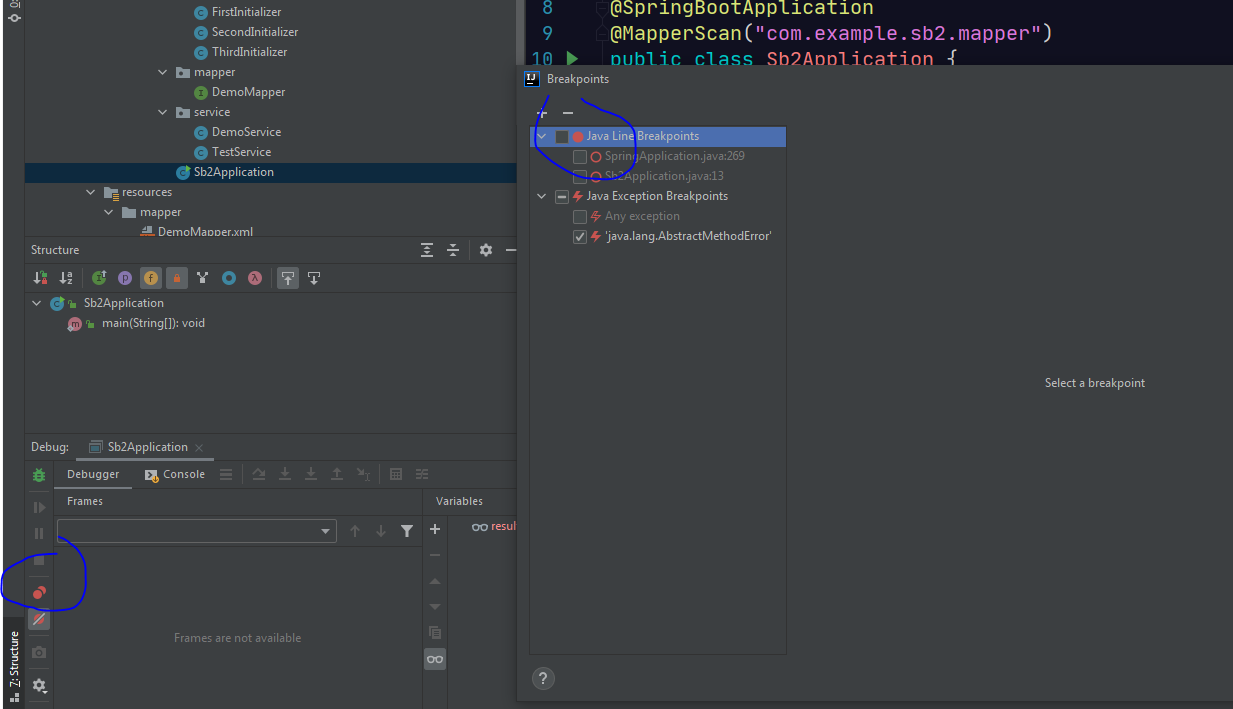 FirstInitializer
SecondInitializer
ThirdInitializer
mapper
DemoMapper
service
DemoService
TestService
Sb2Application
resources
mapper
DemoMapper.xml
Structure
Sb2Application
main(String[]): void
Debug: Sb2Application
Debugger Console
Frames Variables
result
Frames are not available
7: Structure
8 @SpringBootApplication
9 @MapperScan("com.example.sb2.mapper")
10 public class Sb2Application {
Breakpoints
Java Line Breakpoints
SpringApplication.java:269
Sb2Application.java:13
Java Exception Breakpoints
Any exception
'java.lang.AbstractMethodError'
Select a breakpoint
?